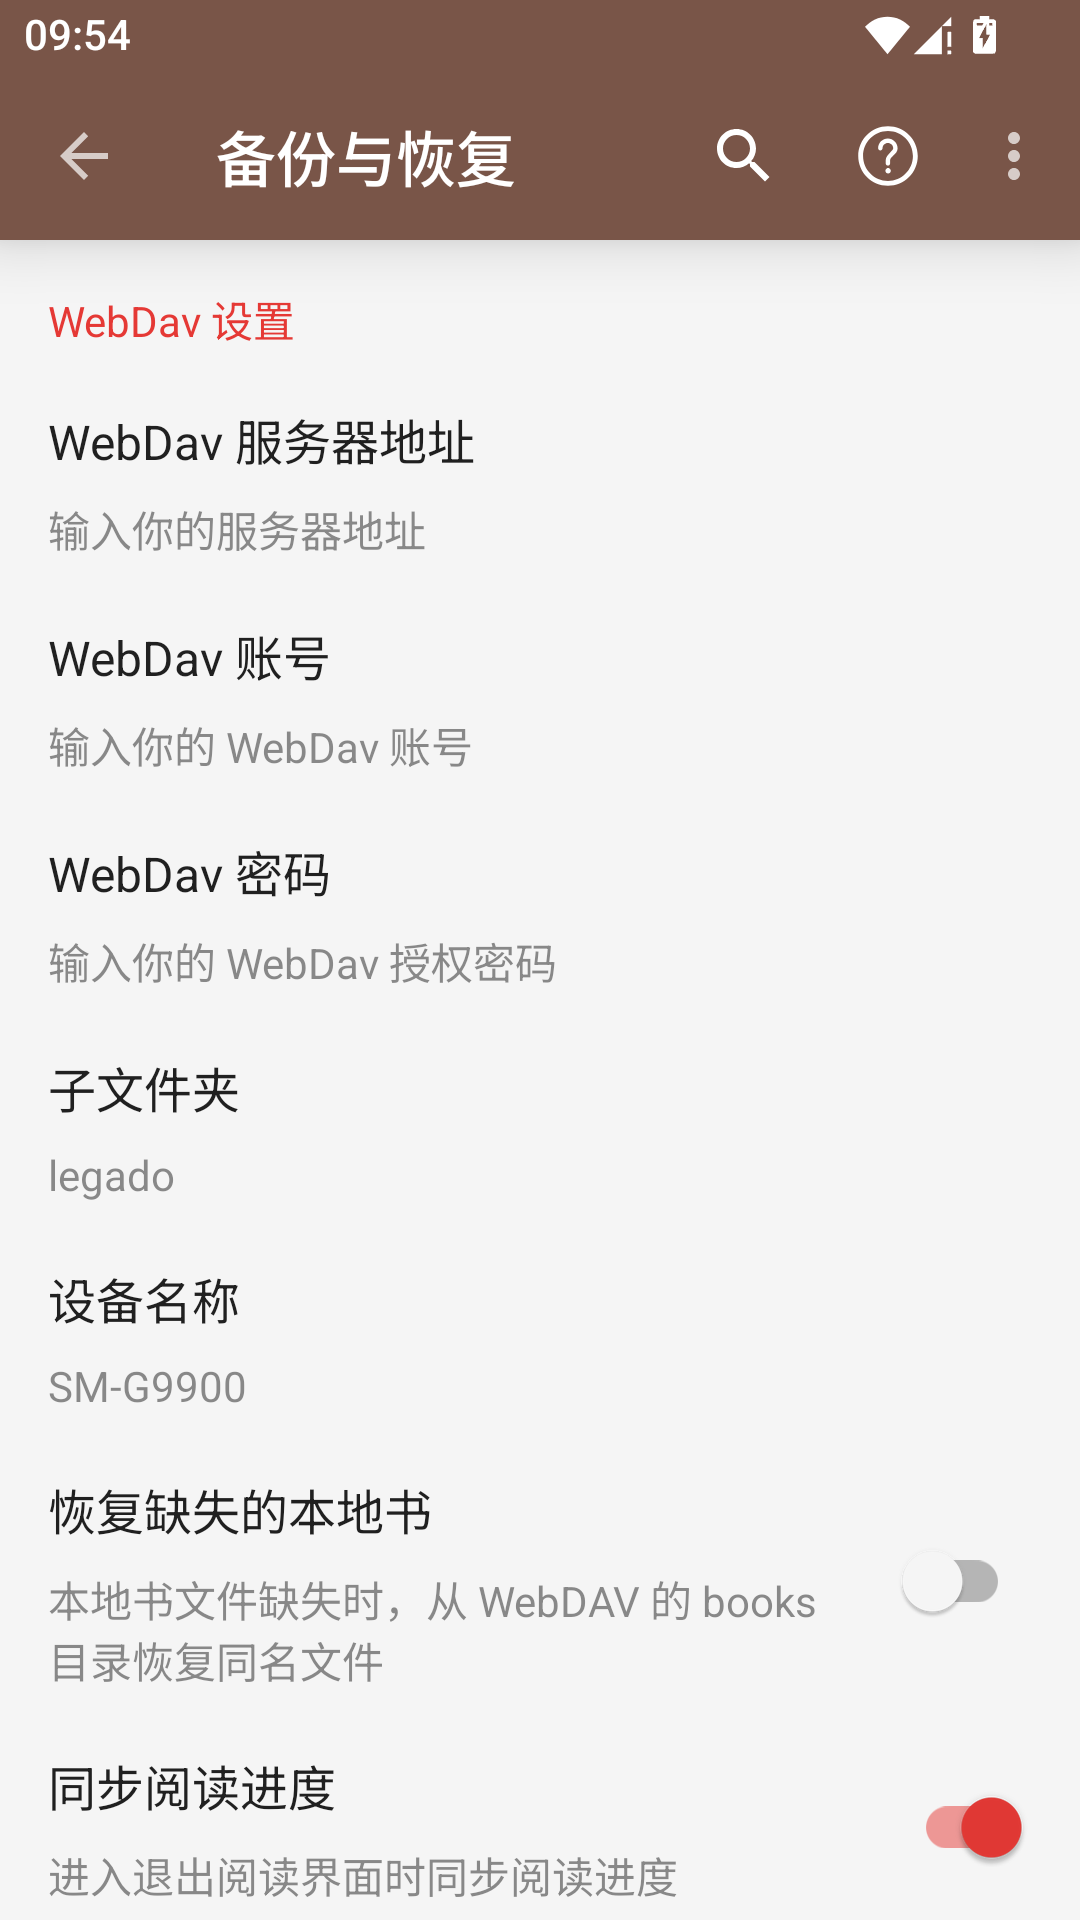 09:54
备份与恢复
WebDav 设置
WebDav 服务器地址
输入你的服务器地址
WebDav 账号
输入你的 WebDav 账号
WebDav 密码
输入你的 WebDav 授权密码
子文件夹
legado
设备名称
SM-G9900
恢复缺失的本地书
本地书文件缺失时，从 WebDAV 的 books
目录恢复同名文件
同步阅读进度
进入退出阅读界面时同步阅读进度